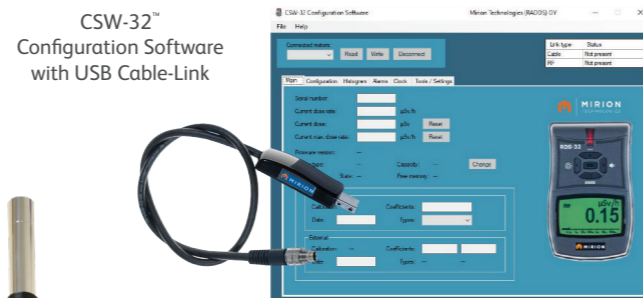 CSW-32™
Configuration Software
with USB Cable-Link
CSW-32 Configuration Software
Mirion Technologies (RADOS) OY
File Help
Connected meters:
Read Write Disconnect
Link type Status
Cable Not present
RF Not present
Main Configuration Histogram Alarms Clock Tools / Settings
Serial number:
Current dose rate: µSv/h
Current dose: µSv Reset
Current max. dose rate: µSv/h Reset
Firmware version: --
Capacity: -- Change
State: -- Free memory: --
Calibration: Coefficients:
Date: Types:
External
Calibration: -- Coefficients:
Date: Types: -- --
MIRION
TECHNOLOGIES
RDS-32
µSv/h
0.15
MIRION
MIRION